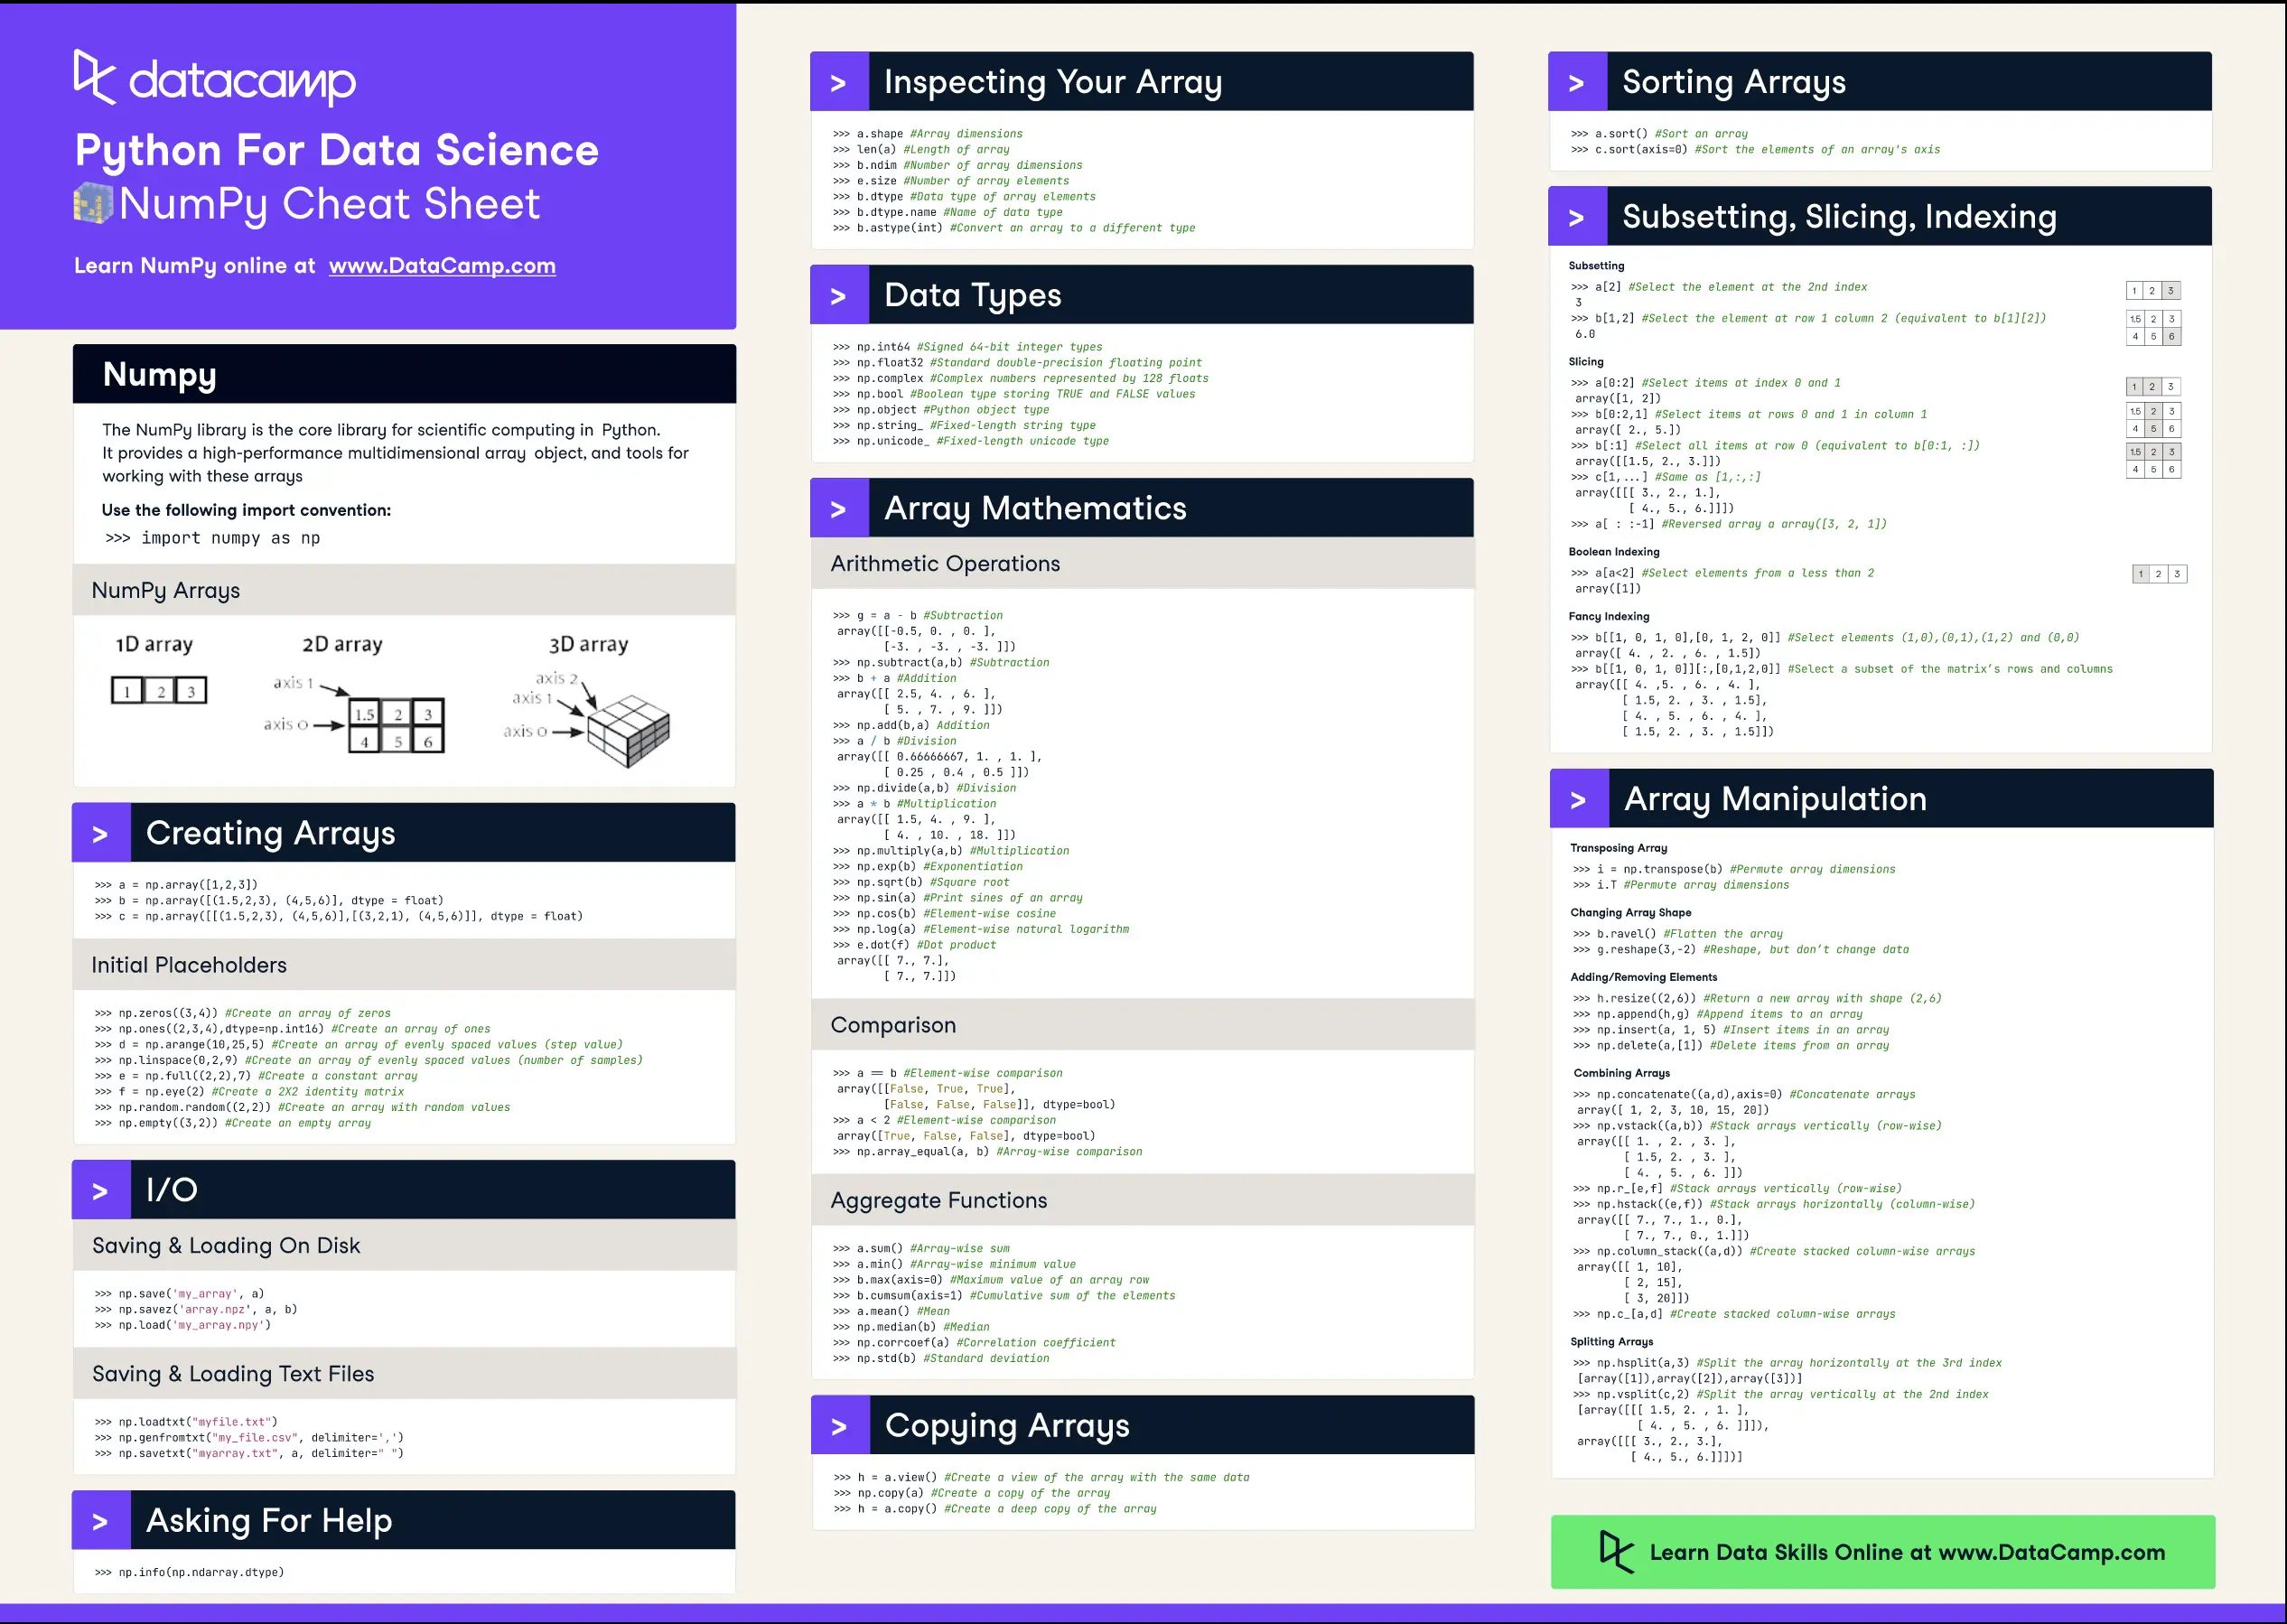 datacamp
Python For Data Science
NumPy Cheat Sheet
Learn NumPy online at www.DataCamp.com
Numpy
The NumPy library is the core library for scientific computing in Python.
It provides a high-performance multidimensional array object, and tools for
working with these arrays
Use the following import convention:
>>> import numpy as np
NumPy Arrays
1D array
2D array
3D array
1 2 3
axis 1
axis 0
1.5 2 3
4 5 6
axis 2
axis 1
axis 0
> Creating Arrays
>>> a = np.array([1,2,3])
>>> b = np.array([(1.5,2,3), (4,5,6)], dtype = float)
>>> c = np.array([[(1.5,2,3), (4,5,6)],[(3,2,1), (4,5,6)]], dtype = float)
Initial Placeholders
>>> np.zeros((3,4)) #Create an array of zeros
>>> np.ones((2,3,4),dtype=np.int16) #Create an array of ones
>>> d = np.arange(10,25,5) #Create an array of evenly spaced values (step value)
>>> np.linspace(0,2,9) #Create an array of evenly spaced values (number of samples)
>>> e = np.full((2,2),7) #Create a constant array
>>> f = np.eye(2) #Create a 2X2 identity matrix
>>> np.random.random((2,2)) #Create an array with random values
>>> np.empty((3,2)) #Create an empty array
> I/O
Saving & Loading On Disk
>>> np.save('my_array', a)
>>> np.savez('array.npz', a, b)
>>> np.load('my_array.npy')
Saving & Loading Text Files
>>> np.loadtxt("myfile.txt")
>>> np.genfromtxt("my_file.csv", delimiter=',')
>>> np.savetxt("myarray.txt", a, delimiter=" ")
> Asking For Help
>>> np.info(np.ndarray.dtype)
> Inspecting Your Array
>>> a.shape #Array dimensions
>>> len(a) #Length of array
>>> b.ndim #Number of array dimensions
>>> e.size #Number of array elements
>>> b.dtype #Data type of array elements
>>> b.dtype.name #Name of data type
>>> b.astype(int) #Convert an array to a different type
> Data Types
>>> np.int64 #Signed 64-bit integer types
>>> np.float32 #Standard double-precision floating point
>>> np.complex #Complex numbers represented by 128 floats
>>> np.bool #Boolean type storing TRUE and FALSE values
>>> np.object #Python object type
>>> np.string_ #Fixed-length string type
>>> np.unicode_ #Fixed-length unicode type
> Array Mathematics
Arithmetic Operations
>>> g = a - b #Subtraction
array([[-0.5, 0. , 0. ],
[-3. , -3. , -3. ]])
>>> np.subtract(a,b) #Subtraction
>>> b + a #Addition
array([[ 2.5, 4. , 6. ],
[ 5. , 7. , 9. ]])
>>> np.add(b,a) Addition
>>> a / b #Division
array([[ 0.66666667, 1. , 1. ],
[ 0.25 , 0.4 , 0.5 ]])
>>> np.divide(a,b) #Division
>>> a * b #Multiplication
array([[ 1.5, 4. , 9. ],
[ 4. , 10. , 18. ]])
>>> np.multiply(a,b) #Multiplication
>>> np.exp(b) #Exponentiation
>>> np.sqrt(b) #Square root
>>> np.sin(a) #Print sines of an array
>>> np.cos(b) #Element-wise cosine
>>> np.log(a) #Element-wise natural logarithm
>>> e.dot(f) #Dot product
array([[ 7., 7.],
[ 7., 7.]])
Comparison
>>> a == b #Element-wise comparison
array([[False, True, True],
[False, False, False]], dtype=bool)
>>> a < 2 #Element-wise comparison
array([True, False, False], dtype=bool)
>>> np.array_equal(a, b) #Array-wise comparison
Aggregate Functions
>>> a.sum() #Array-wise sum
>>> a.min() #Array-wise minimum value
>>> b.max(axis=0) #Maximum value of an array row
>>> b.cumsum(axis=1) #Cumulative sum of the elements
>>> a.mean() #Mean
>>> np.median(b) #Median
>>> np.corrcoef(a) #Correlation coefficient
>>> np.std(b) #Standard deviation
> Copying Arrays
>>> h = a.view() #Create a view of the array with the same data
>>> np.copy(a) #Create a copy of the array
>>> h = a.copy() #Create a deep copy of the array
> Sorting Arrays
>>> a.sort() #Sort an array
>>> c.sort(axis=0) #Sort the elements of an array's axis
> Subsetting, Slicing, Indexing
Subsetting
>>> a[2] #Select the element at the 2nd index
3
1 2 3
>>> b[1,2] #Select the element at row 1 column 2 (equivalent to b[1][2])
6.0
1.5 2 3
4 5 6
Slicing
>>> a[0:2] #Select items at index 0 and 1
array([1, 2])
1 2 3
>>> b[0:2,1] #Select items at rows 0 and 1 in column 1
array([ 2., 5.])
1.5 2 3
4 5 6
>>> b[:1] #Select all items at row 0 (equivalent to b[0:1, :])
array([[1.5, 2., 3.]])
1.5 2 3
4 5 6
>>> c[1,...] #Same as [1,:,:]
array([[[ 3., 2., 1.],
[ 4., 5., 6.]]])
>>> a[ : :-1] #Reversed array a array([3, 2, 1])
Boolean Indexing
>>> a[a<2] #Select elements from a less than 2
array([1])
1 2 3
Fancy Indexing
>>> b[[1, 0, 1, 0],[0, 1, 2, 0]] #Select elements (1,0),(0,1),(1,2) and (0,0)
array([ 4. , 2. , 6. , 1.5])
>>> b[[1, 0, 1, 0]][:,[0,1,2,0]] #Select a subset of the matrix's rows and columns
array([[ 4. ,5. , 6. , 4. ],
[ 1.5, 2. , 3. , 1.5],
[ 4. , 5. , 6. , 4. ],
[ 1.5, 2. , 3. , 1.5]])
> Array Manipulation
Transposing Array
>>> i = np.transpose(b) #Permute array dimensions
>>> i.T #Permute array dimensions
Changing Array Shape
>>> b.ravel() #Flatten the array
>>> g.reshape(3,-2) #Reshape, but don't change data
Adding/Removing Elements
>>> h.resize((2,6)) #Return a new array with shape (2,6)
>>> np.append(h,g) #Append items to an array
>>> np.insert(a, 1, 5) #Insert items in an array
>>> np.delete(a,[1]) #Delete items from an array
Combining Arrays
>>> np.concatenate((a,d),axis=0) #Concatenate arrays
array([ 1, 2, 3, 10, 15, 20])
>>> np.vstack((a,b)) #Stack arrays vertically (row-wise)
array([[ 1. , 2. , 3. ],
[ 1.5, 2. , 3. ],
[ 4. , 5. , 6. ]])
>>> np.r_[e,f] #Stack arrays vertically (row-wise)
>>> np.hstack((e,f)) #Stack arrays horizontally (column-wise)
array([[ 7., 7., 1., 0.],
[ 7., 7., 0., 1.]])
>>> np.column_stack((a,d)) #Create stacked column-wise arrays
array([[ 1, 10],
[ 2, 15],
[ 3, 20]])
>>> np.c_[a,d] #Create stacked column-wise arrays
Splitting Arrays
>>> np.hsplit(a,3) #Split the array horizontally at the 3rd index
[array([1]),array([2]),array([3])]
>>> np.vsplit(c,2) #Split the array vertically at the 2nd index
[array([[[ 1.5, 2. , 1. ],
[ 4. , 5. , 6. ]]]),
array([[[ 3., 2., 3.],
[ 4., 5., 6.]]])]
Learn Data Skills Online at www.DataCamp.com